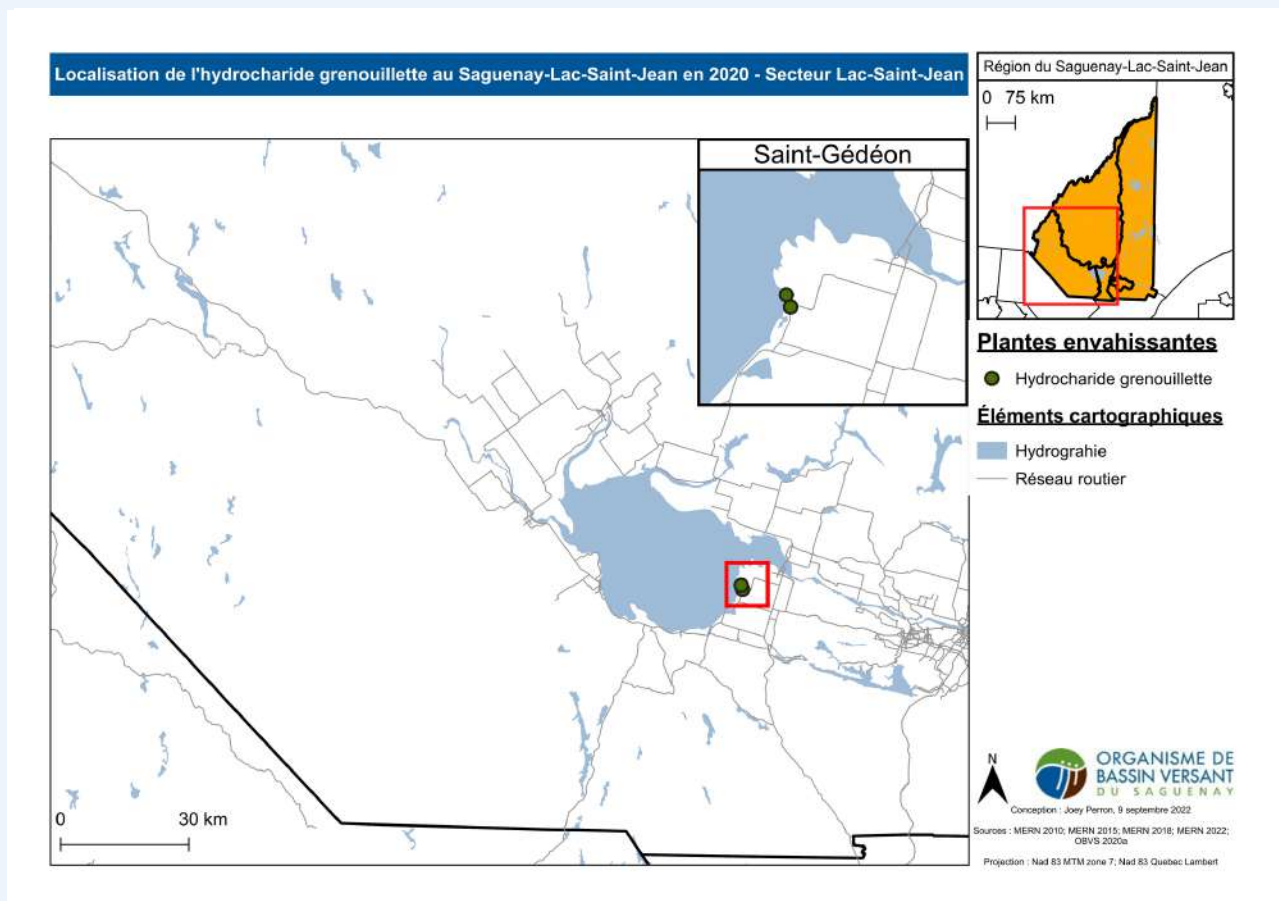 Localisation de l'hydrocharide grenouillette au Saguenay-Lac-Saint-Jean en 2020 - Secteur Lac-Saint-Jean
Saint-Gédéon
0 30 km
Région du Saguenay-Lac-Saint-Jean
0 75 km
Plantes envahissantes
Hydrocharide grenouillette
Éléments cartographiques
Hydrograhie
Réseau routier
N
ORGANISME DE
BASSIN VERSANT
DU SAGUENAY
Conception : Joey Perron, 9 septembre 2022
Sources : MERN 2010; MERN 2015; MERN 2018; MERN 2022;
OBVS 2020a
Projection : Nad 83 MTM zone 7; Nad 83 Quebec Lambert